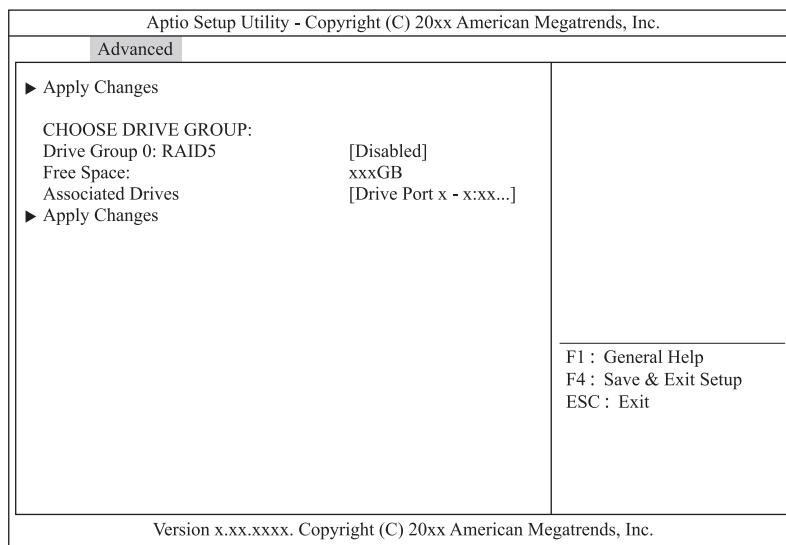 Aptio Setup Utility - Copyright (C) 20xx American Megatrends, Inc.
Advanced
▶ Apply Changes
CHOOSE DRIVE GROUP:
Drive Group 0: RAID5 [Disabled]
Free Space: xxxGB
Associated Drives [Drive Port x - x:xx...]
▶ Apply Changes
F1 : General Help
F4 : Save & Exit Setup
ESC : Exit
Version x.xx.xxxx. Copyright (C) 20xx American Megatrends, Inc.